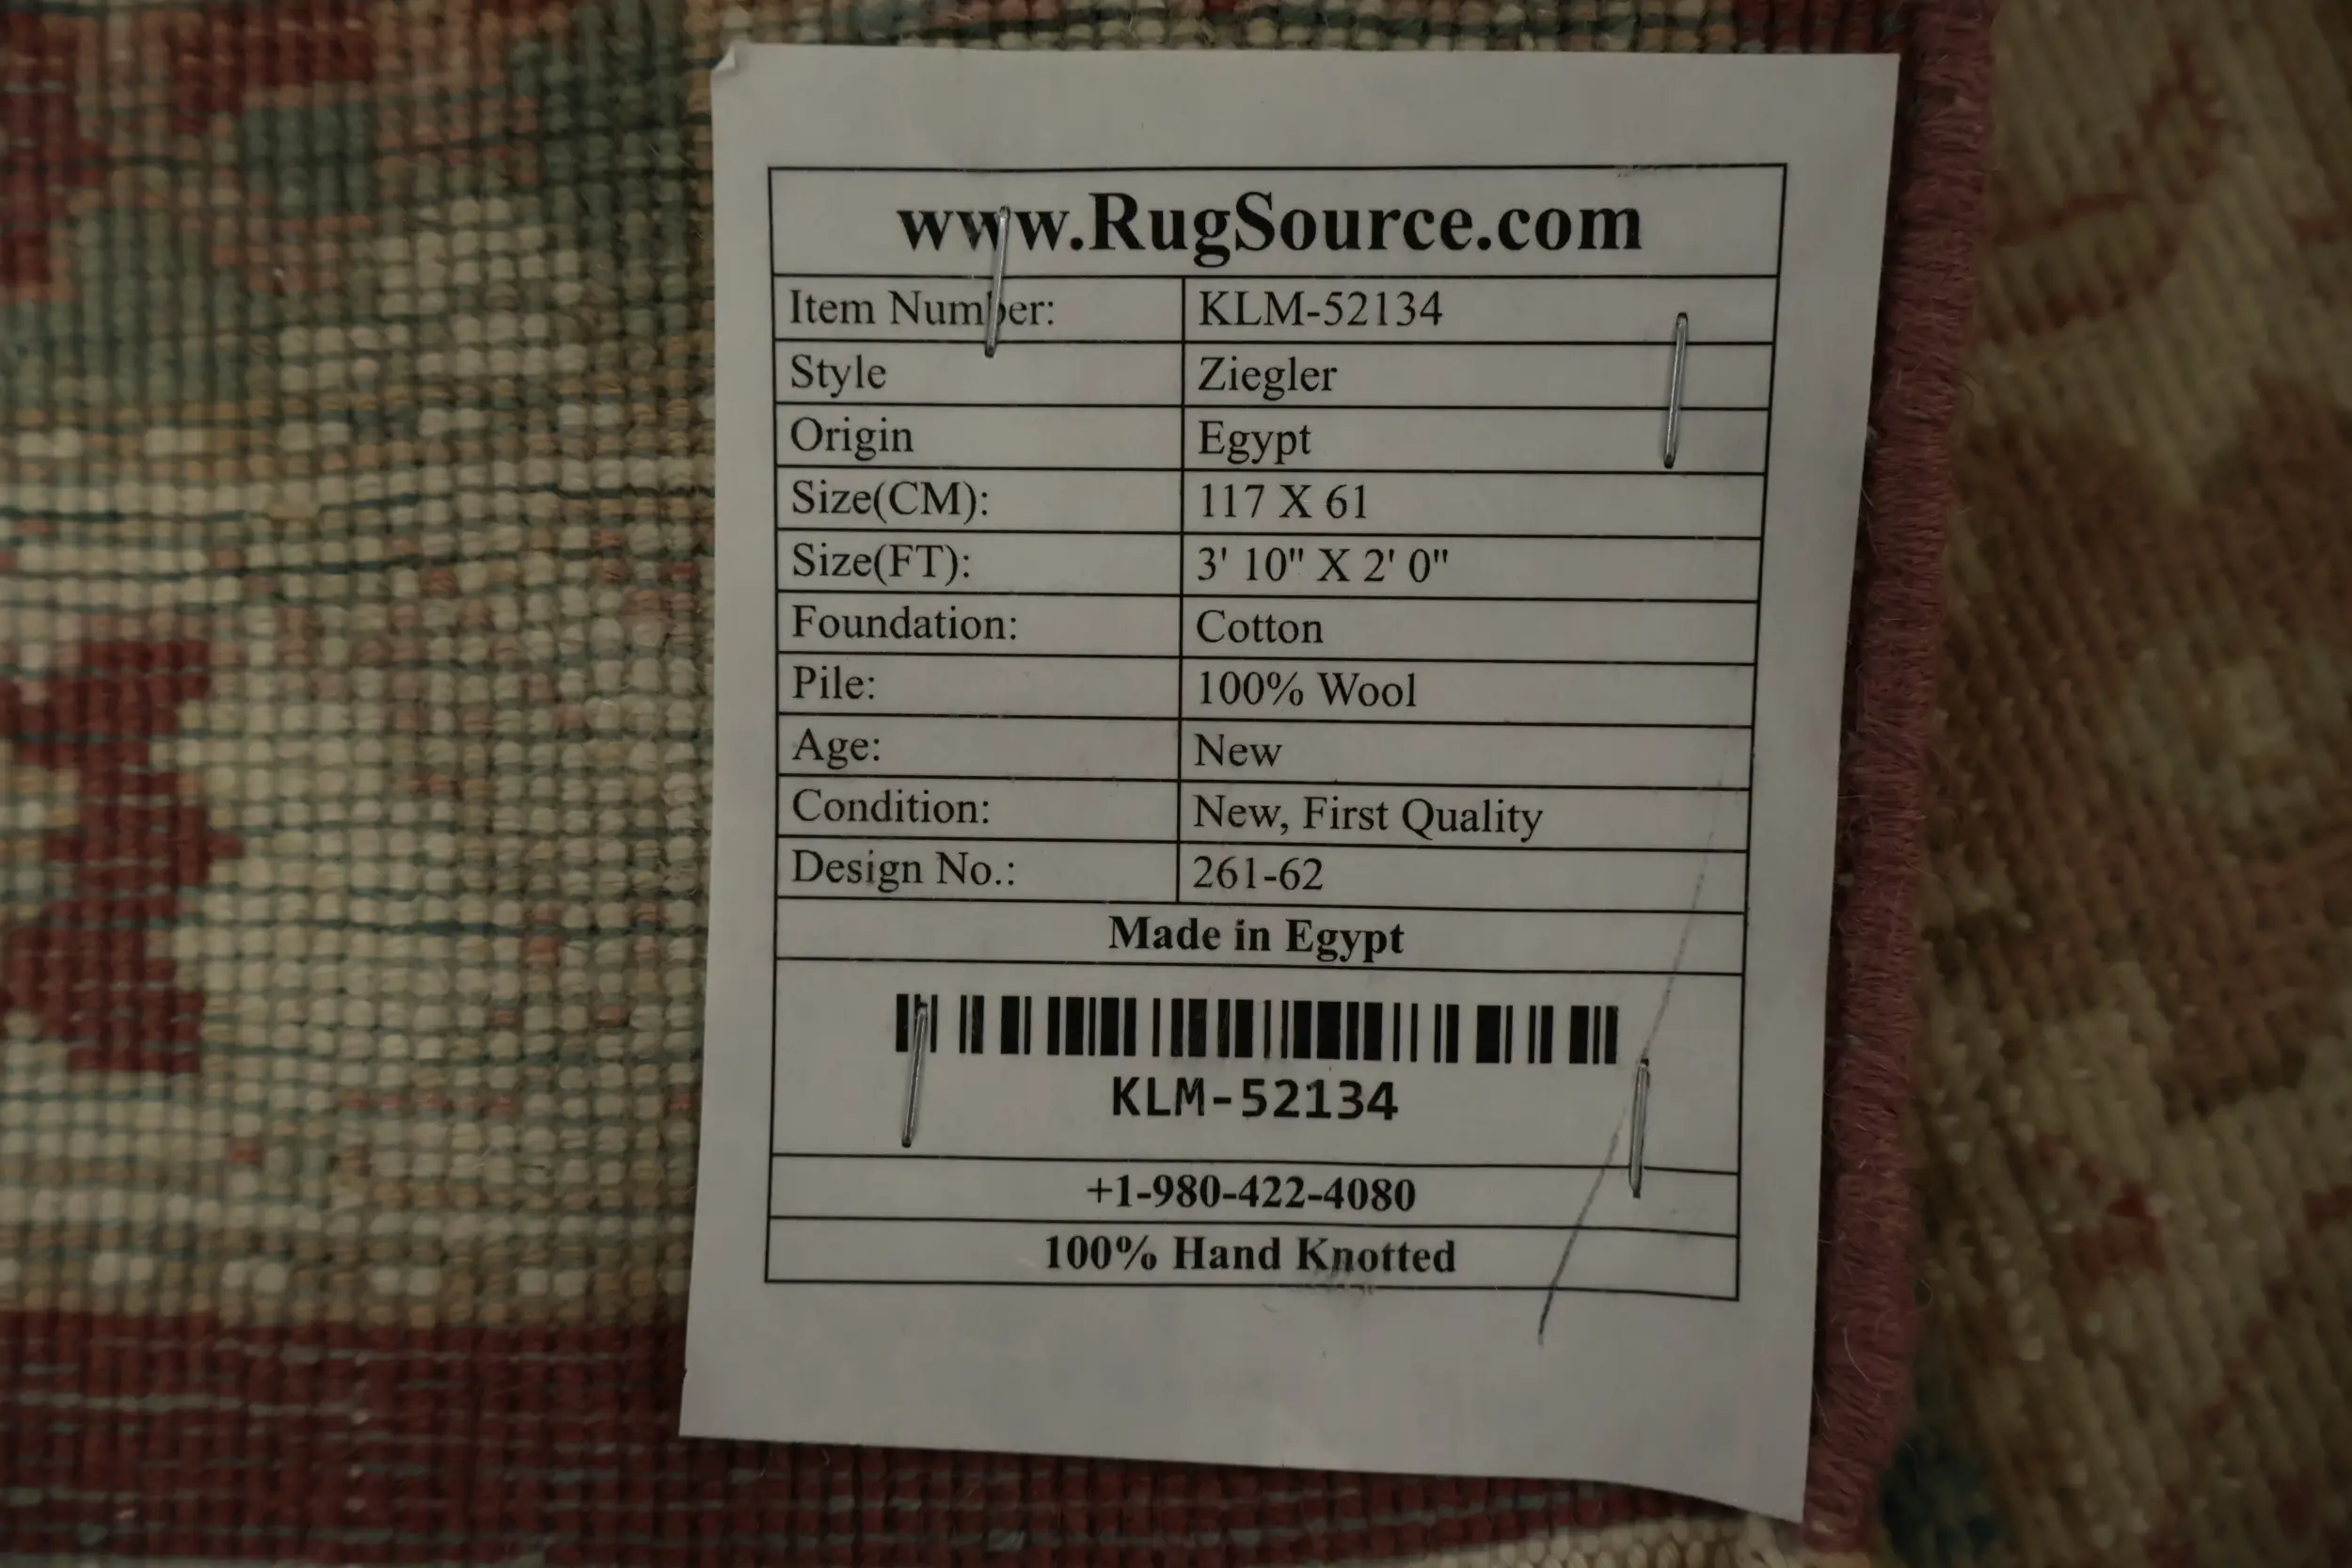 www.RugSource.com
Item Number: KLM-52134
Style Ziegler
Origin Egypt
Size(CM): 117 X 61
Size(FT): 3' 10" X 2' 0"
Foundation: Cotton
Pile: 100% Wool
Age: New
Condition: New, First Quality
Design No.: 261-62
Made in Egypt
KLM-52134
+1-980-422-4080
100% Hand Knotted